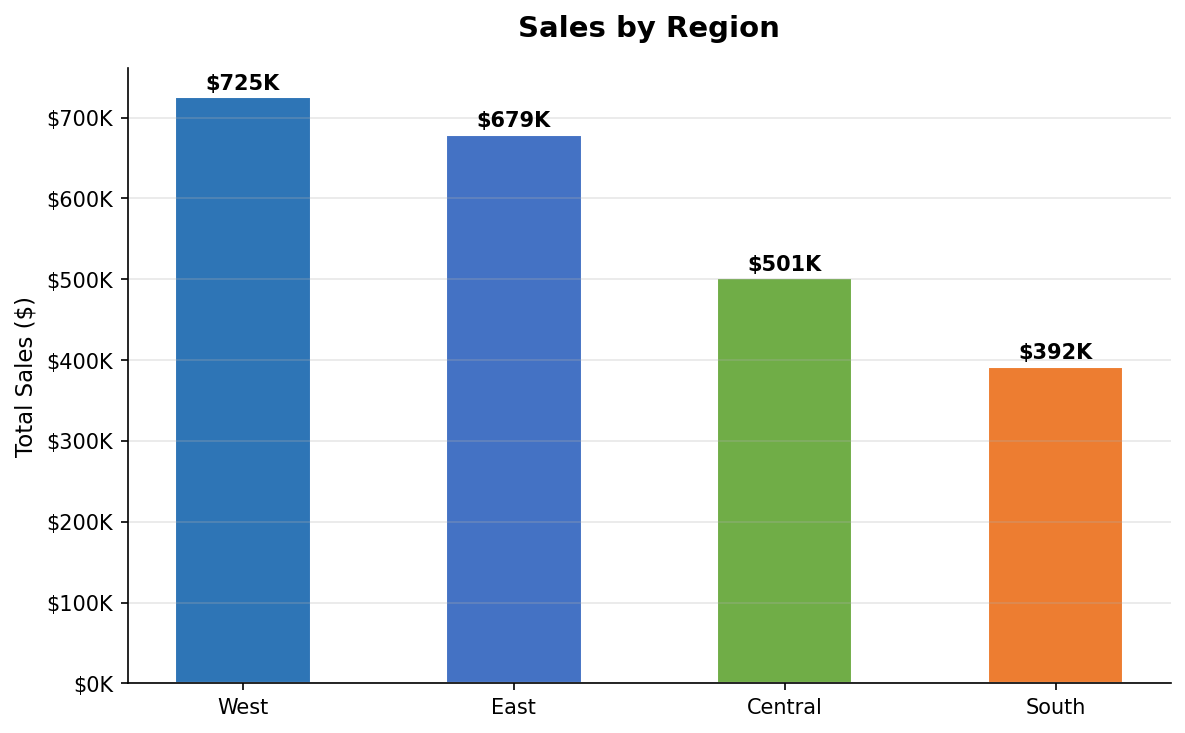 Sales by Region
Total Sales ($)
$700K
$600K
$500K
$400K
$300K
$200K
$100K
$0K
$725K
$679K
$501K
$392K
West
East
Central
South